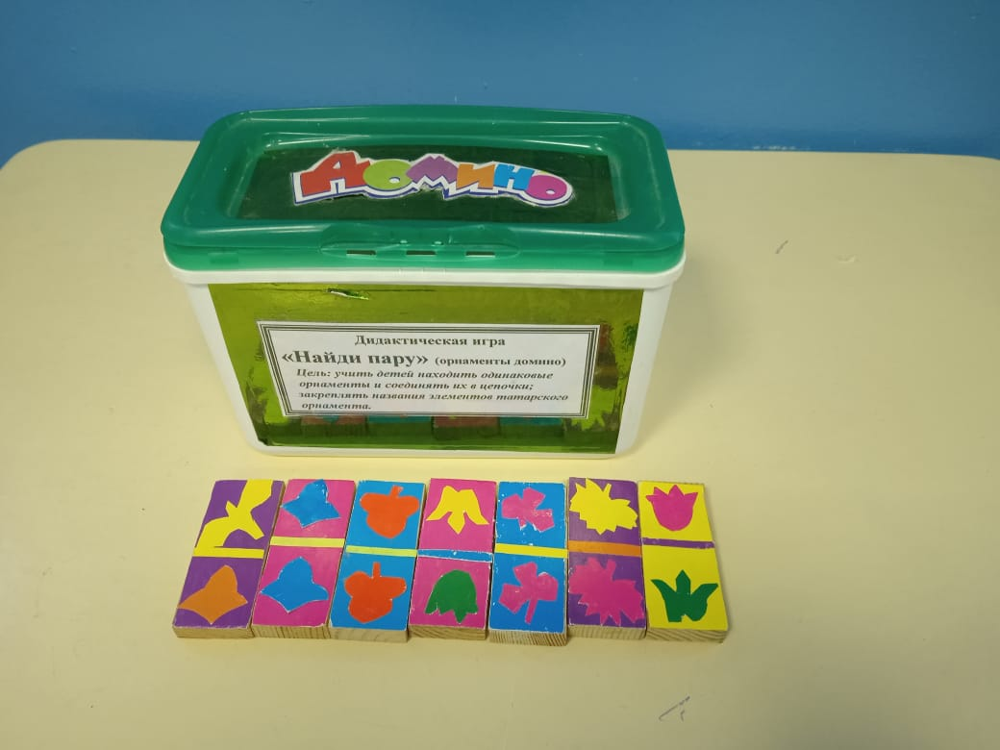 Домино
Дидактическая игра
«Найди пару» (орнаменты домино)
Цель: учить детей находить одинаковые
орнаменты и соединять их в цепочки;
закреплять названия элементов татарского
орнамента.